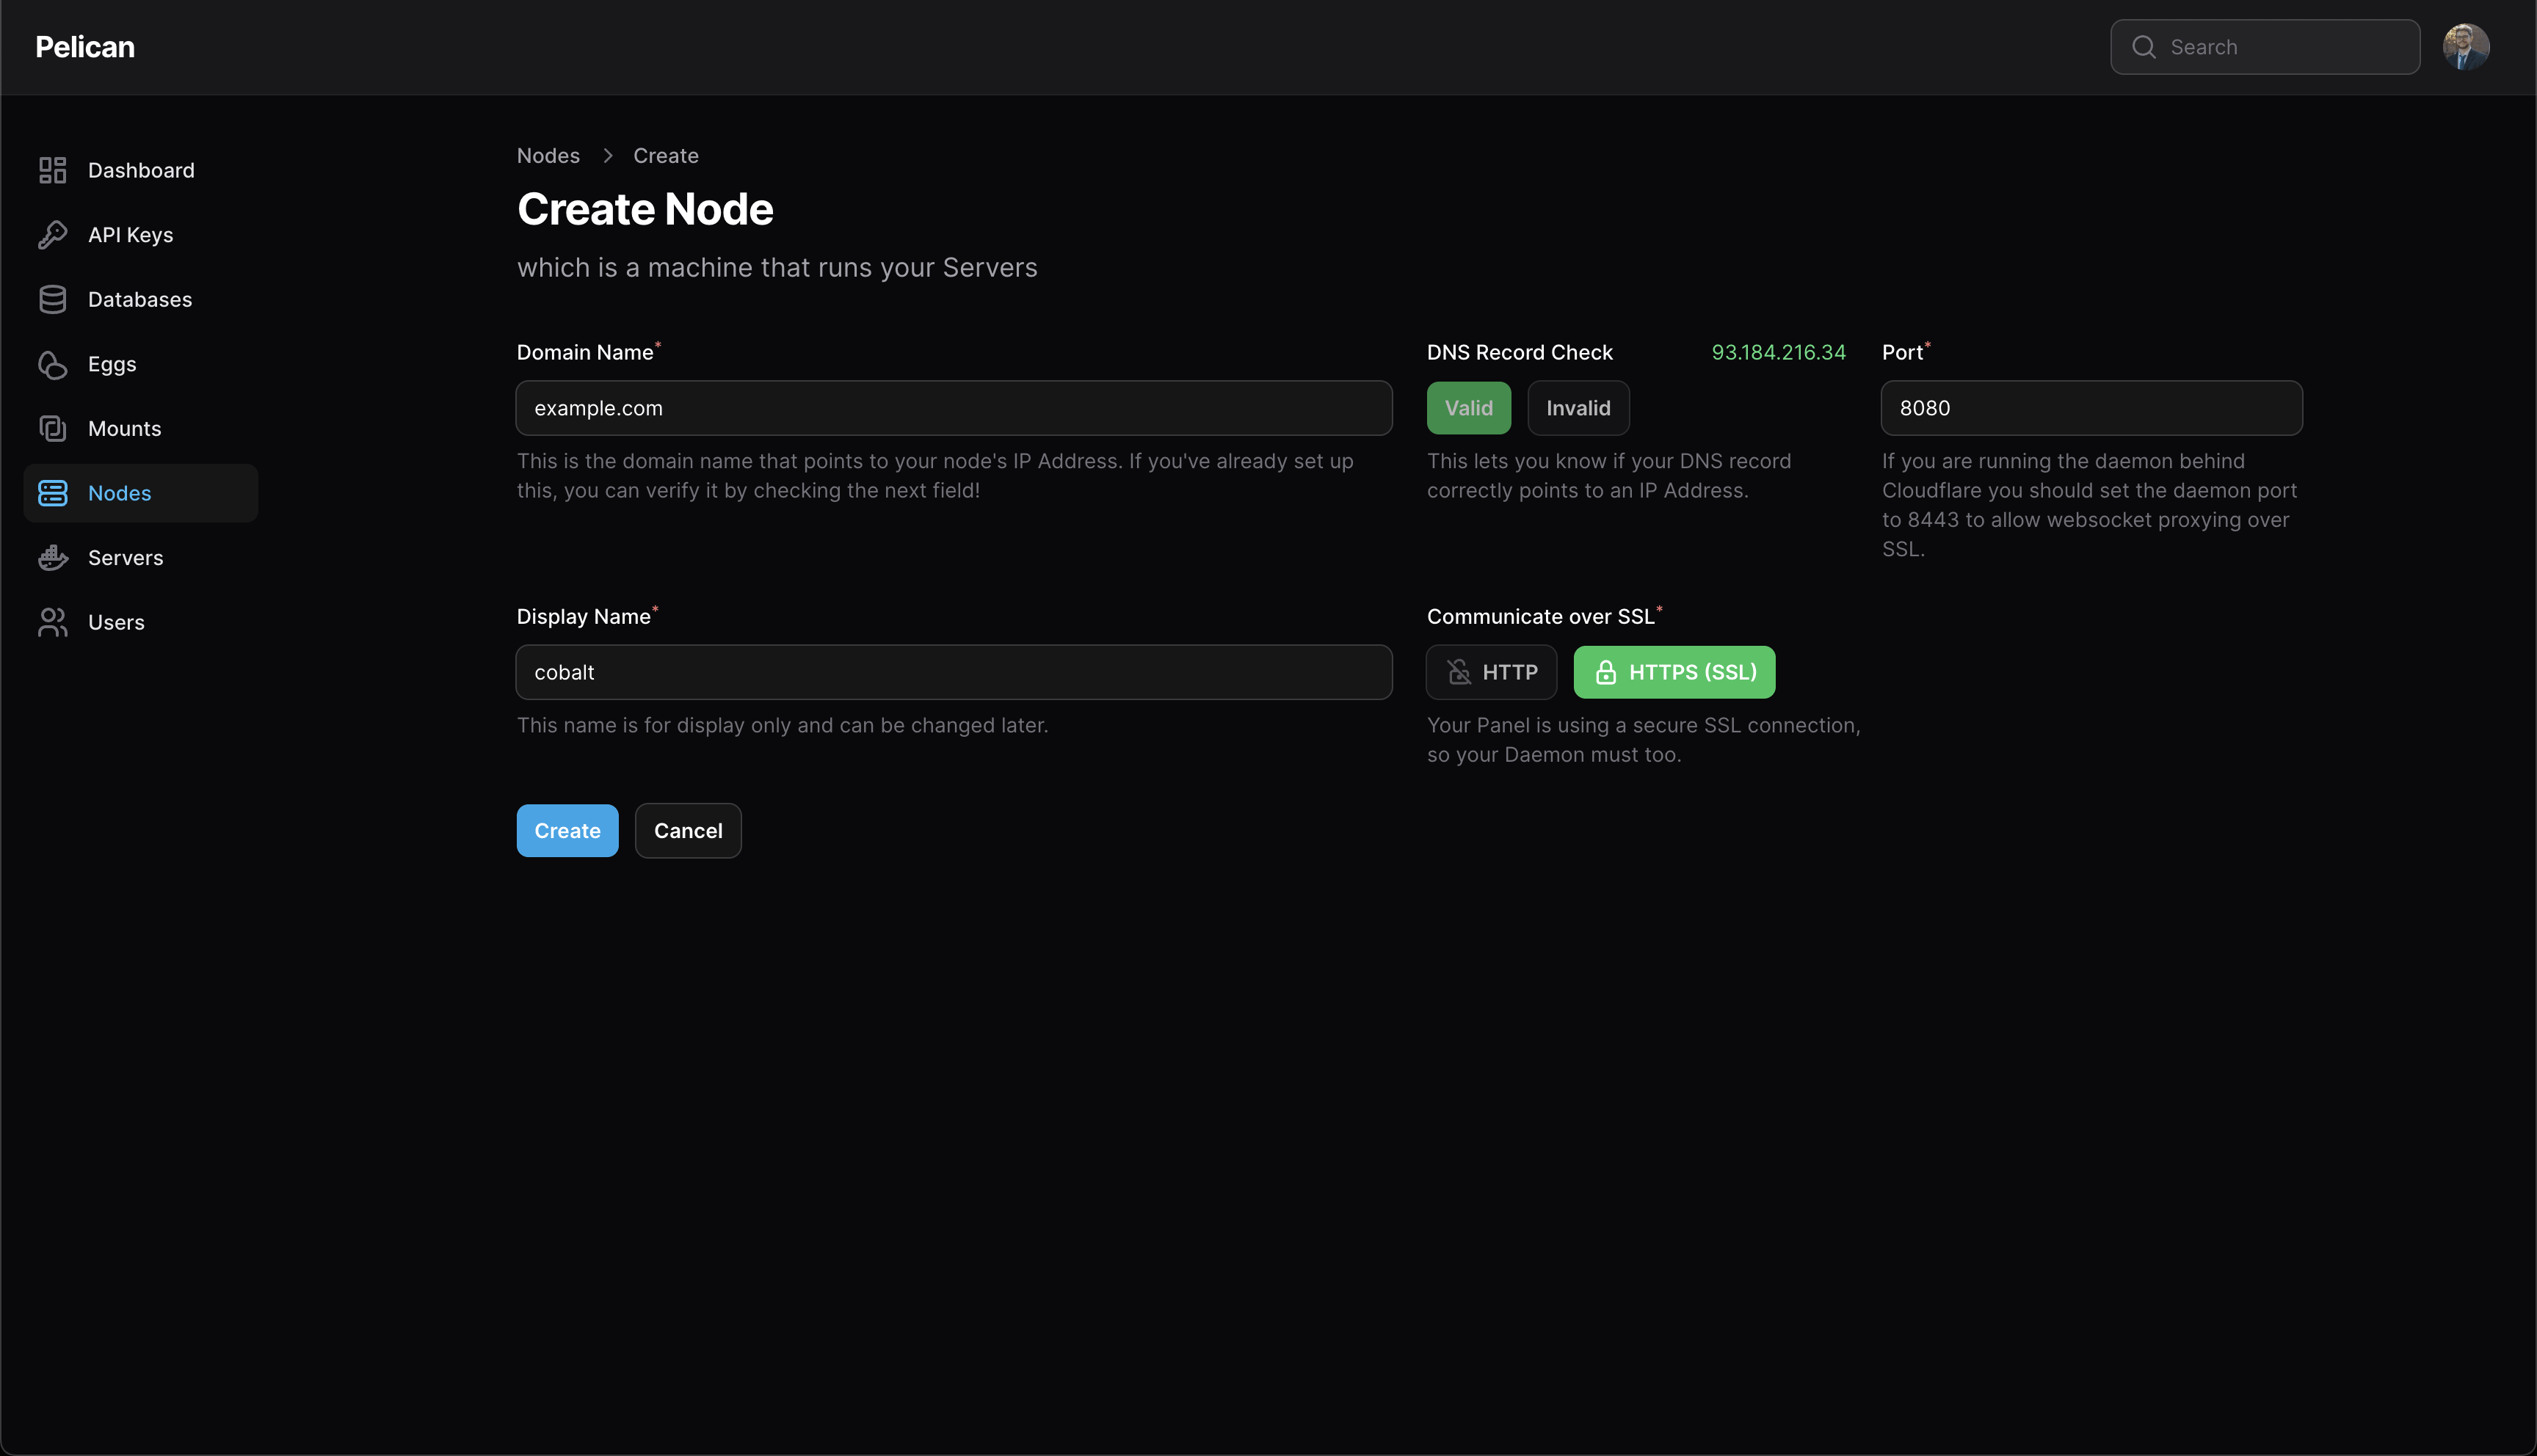 Pelican
Search
Dashboard
API Keys
Databases
Eggs
Mounts
Nodes
Servers
Users
Nodes > Create
Create Node
which is a machine that runs your Servers
Domain Name*
example.com
This is the domain name that points to your node's IP Address. If you've already set up
this, you can verify it by checking the next field!
DNS Record Check 93.184.216.34
Valid Invalid
This lets you know if your DNS record
correctly points to an IP Address.
Port*
8080
If you are running the daemon behind
Cloudflare you should set the daemon port
to 8443 to allow websocket proxying over
SSL.
Display Name*
cobalt
This name is for display only and can be changed later.
Communicate over SSL*
HTTP HTTPS (SSL)
Your Panel is using a secure SSL connection,
so your Daemon must too.
Create Cancel